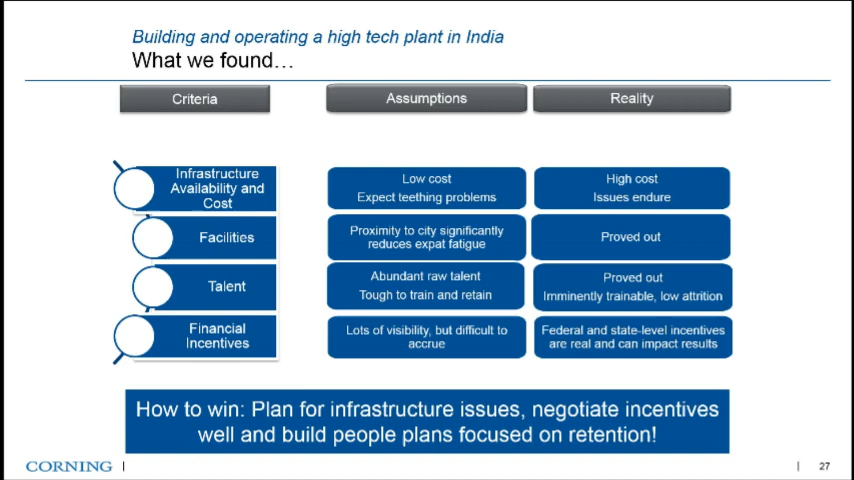 Building and operating a high tech plant in India
What we found…
Criteria
Assumptions
Reality
Infrastructure
Availability and
Cost
Low cost
Expect teething problems
High cost
Issues endure
Facilities
Proximity to city significantly
reduces expat fatigue
Proved out
Talent
Abundant raw talent
Tough to train and retain
Proved out
Imminently trainable, low attrition
Financial
Incentives
Lots of visibility, but difficult to
accrue
Federal and state-level incentives
are real and can impact results
How to win: Plan for infrastructure issues, negotiate incentives
well and build people plans focused on retention!
CORNING |
| 27